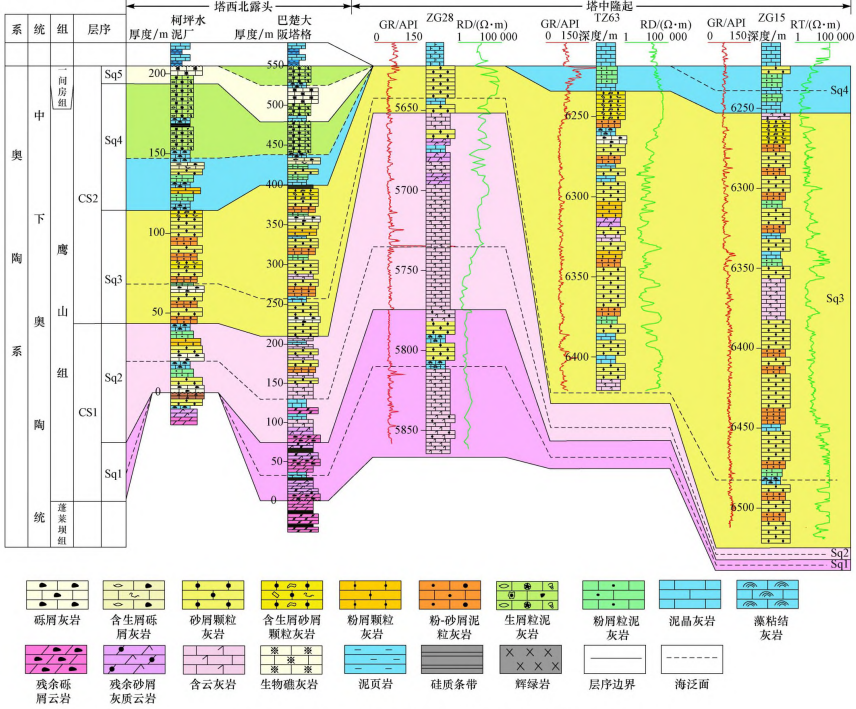 塔西北露头
塔中隆起
系
统
组
层序
柯坪水
泥厂
厚度/m
巴楚大
阪塔格
厚度/m
GR/API
0 150
ZG28
RD/(Ω·m)
0 100 000
GR/API
0 150
TZ63
深度/m
RD/(Ω·m)
0 100 000
GR/API
0 150
ZG15
深度/m
RT/(Ω·m)
0 100 000
中奥陶系
中下奥陶统
一间房组
鹰山组
蓬莱坝组
CS2
CS1
Sq5
Sq4
Sq3
Sq2
Sq1
200
150
100
50
0
550
500
450
400
350
300
250
200
150
100
50
0
5650
5700
5750
5800
5850
6250
6300
6350
6400
6250
6300
6350
6400
6450
6500
Sq4
Sq3
Sq2
Sq1
砾屑灰岩
含生屑砾
屑灰岩
砂屑颗粒
灰岩
含生屑砂屑
颗粒灰岩
粉屑颗粒
灰岩
粉-砂屑泥
粒灰岩
生屑粒泥
灰岩
粉屑粒泥
灰岩
泥晶灰岩
藻粘结
灰岩
残余砾
屑云岩
残余砂屑
灰质云岩
含云灰岩
生物礁灰岩
泥页岩
硅质条带
辉绿岩
层序边界
海泛面